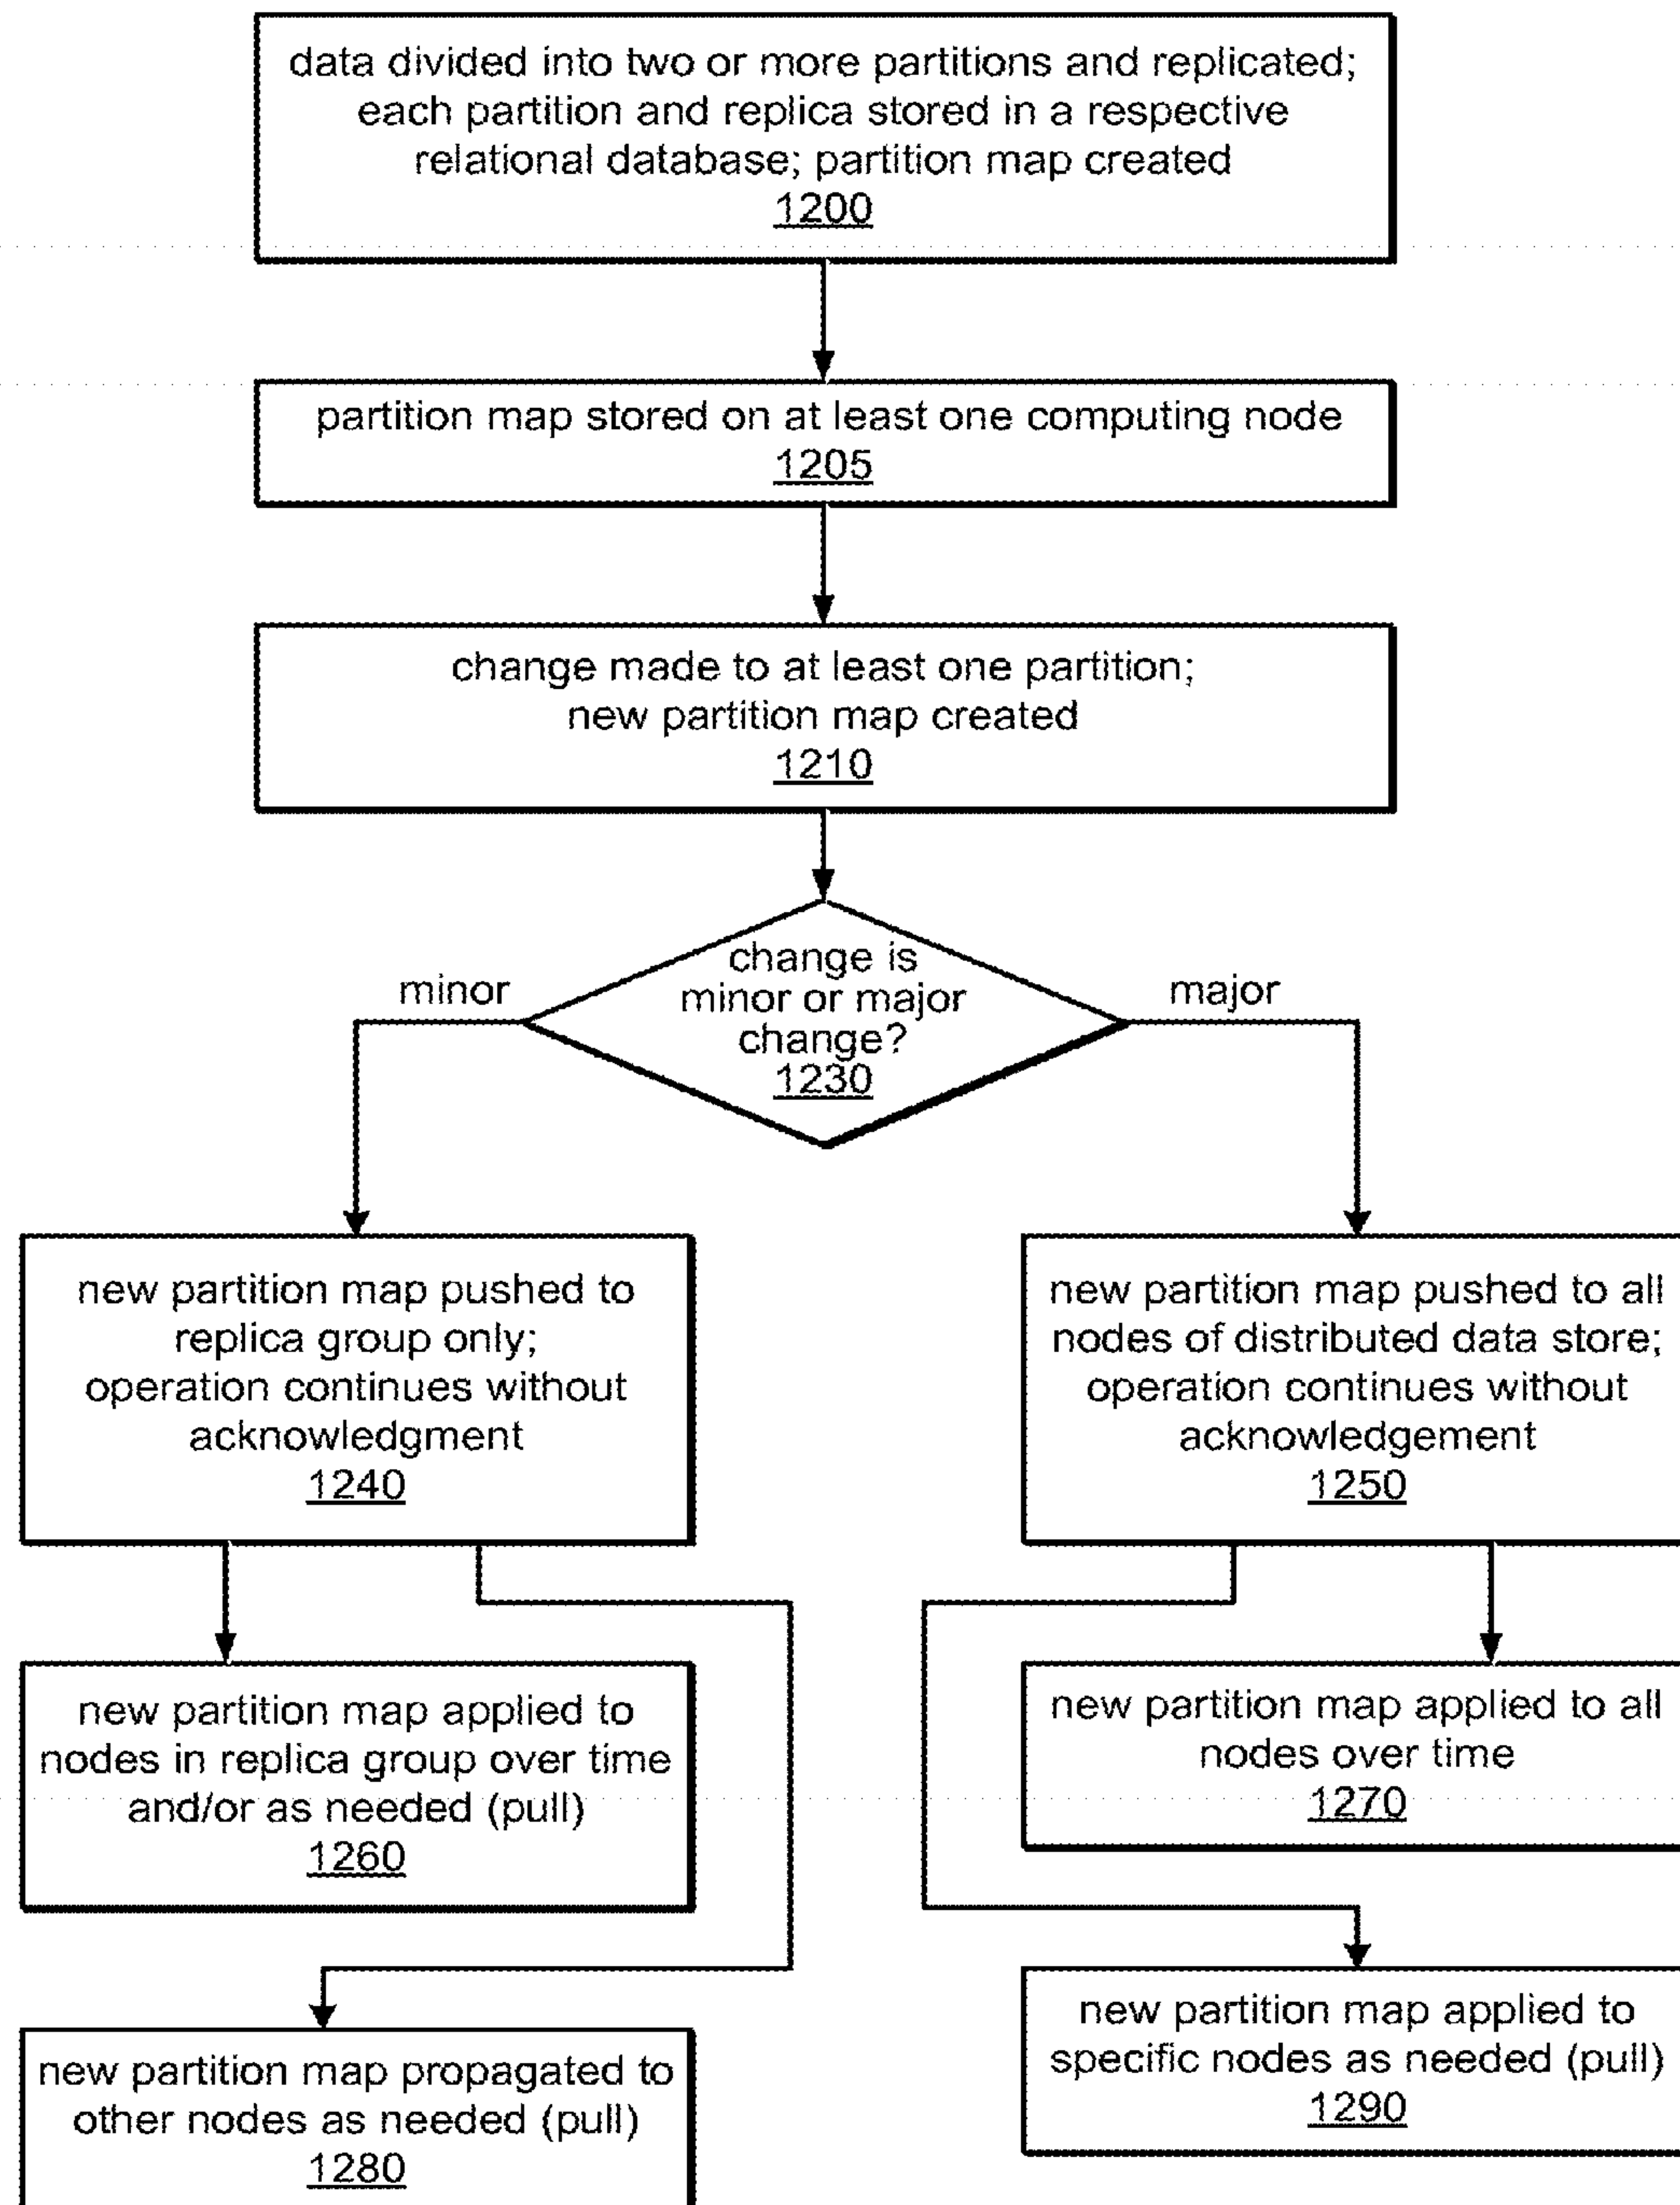 data divided into two or more partitions and replicated;
each partition and replica stored in a respective
relational database; partition map created
1200
partition map stored on at least one computing node
1205
change made to at least one partition;
new partition map created
1210
change is
minor or major
change?
1230
minor
major
new partition map pushed to
replica group only;
operation continues without
acknowledgment
1240
new partition map pushed to all
nodes of distributed data store;
operation continues without
acknowledgement
1250
new partition map applied to
nodes in replica group over time
and/or as needed (pull)
1260
new partition map applied to all
nodes over time
1270
new partition map propagated to
other nodes as needed (pull)
1280
new partition map applied to
specific nodes as needed (pull)
1290